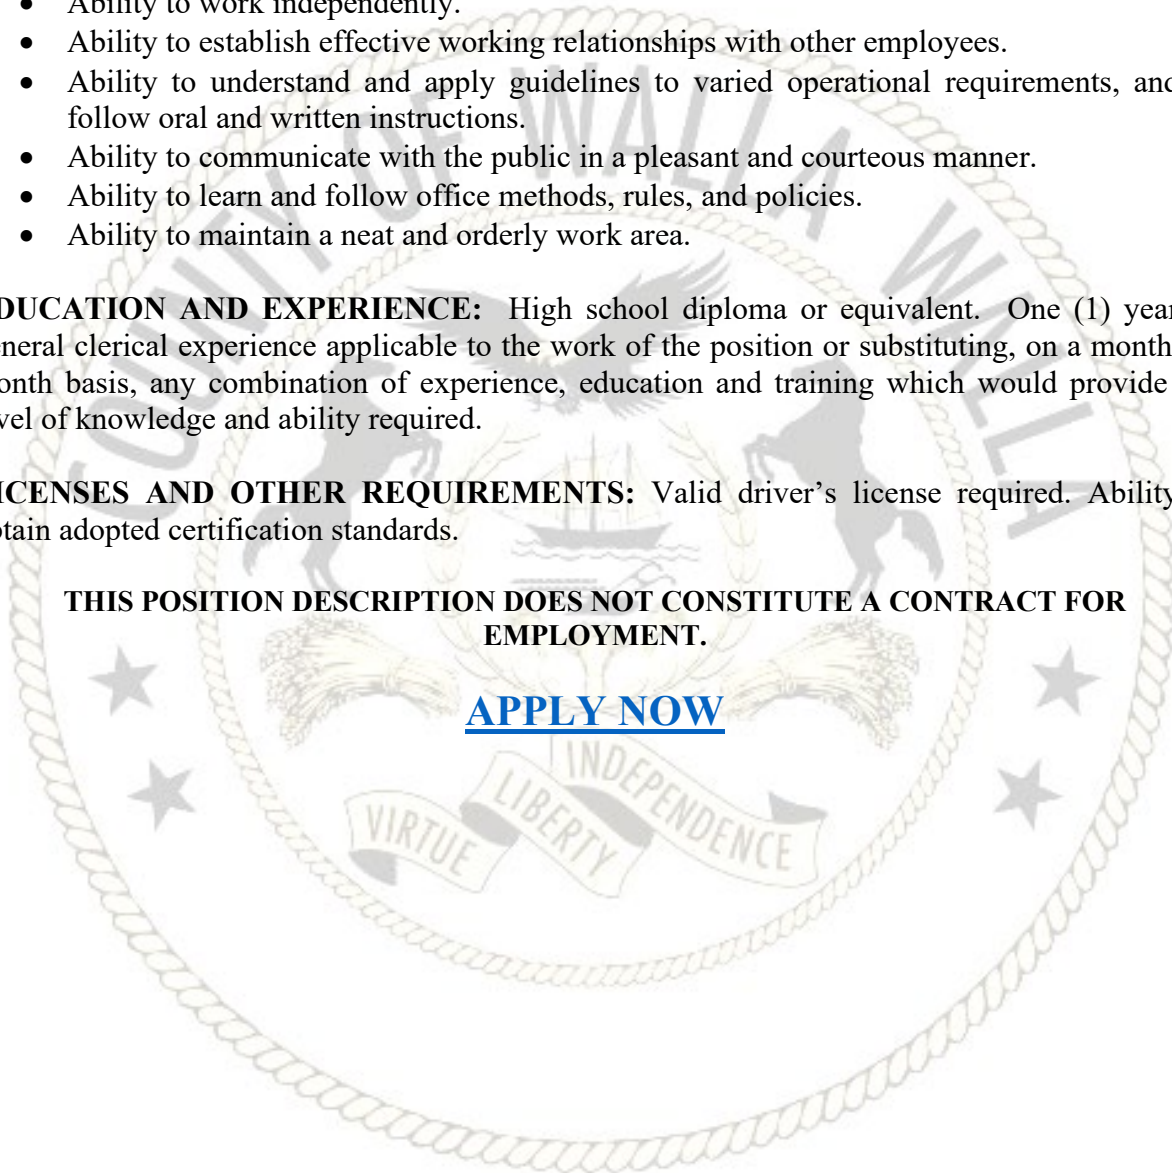 Ability to work independently.
• Ability to establish effective working relationships with other employees.
• Ability to understand and apply guidelines to varied operational requirements, and
follow oral and written instructions.
• Ability to communicate with the public in a pleasant and courteous manner.
• Ability to learn and follow office methods, rules, and policies.
• Ability to maintain a neat and orderly work area.
DUCATION AND EXPERIENCE: High school diploma or equivalent. One (1) year
eneral clerical experience applicable to the work of the position or substituting, on a month
onth basis, any combination of experience, education and training which would provide
vel of knowledge and ability required.
ICENSES AND OTHER REQUIREMENTS: Valid driver’s license required. Ability
btain adopted certification standards.
THIS POSITION DESCRIPTION DOES NOT CONSTITUTE A CONTRACT FOR
EMPLOYMENT.
APPLY NOW
COUNTY OF WALLA WALLA
VIRTUE LIBERTY INDEPENDENCE